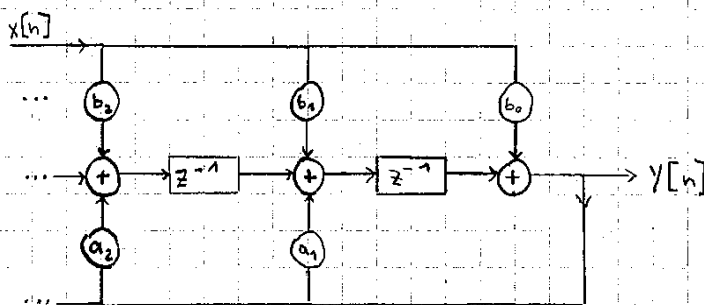 x[n]
... b₂ b₁ b₀
... + z⁻¹ + z⁻¹ + y[n]
a₂ a₁
...